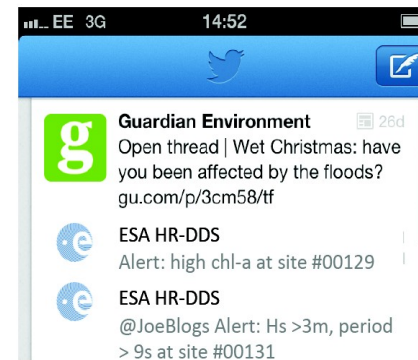 EE 3G 14:52
Guardian Environment 26d
Open thread | Wet Christmas: have
you been affected by the floods?
gu.com/p/3cm58/tf
ESA HR-DDS
Alert: high chl-a at site #00129
ESA HR-DDS
@JoeBlogs Alert: Hs >3m, period
> 9s at site #00131